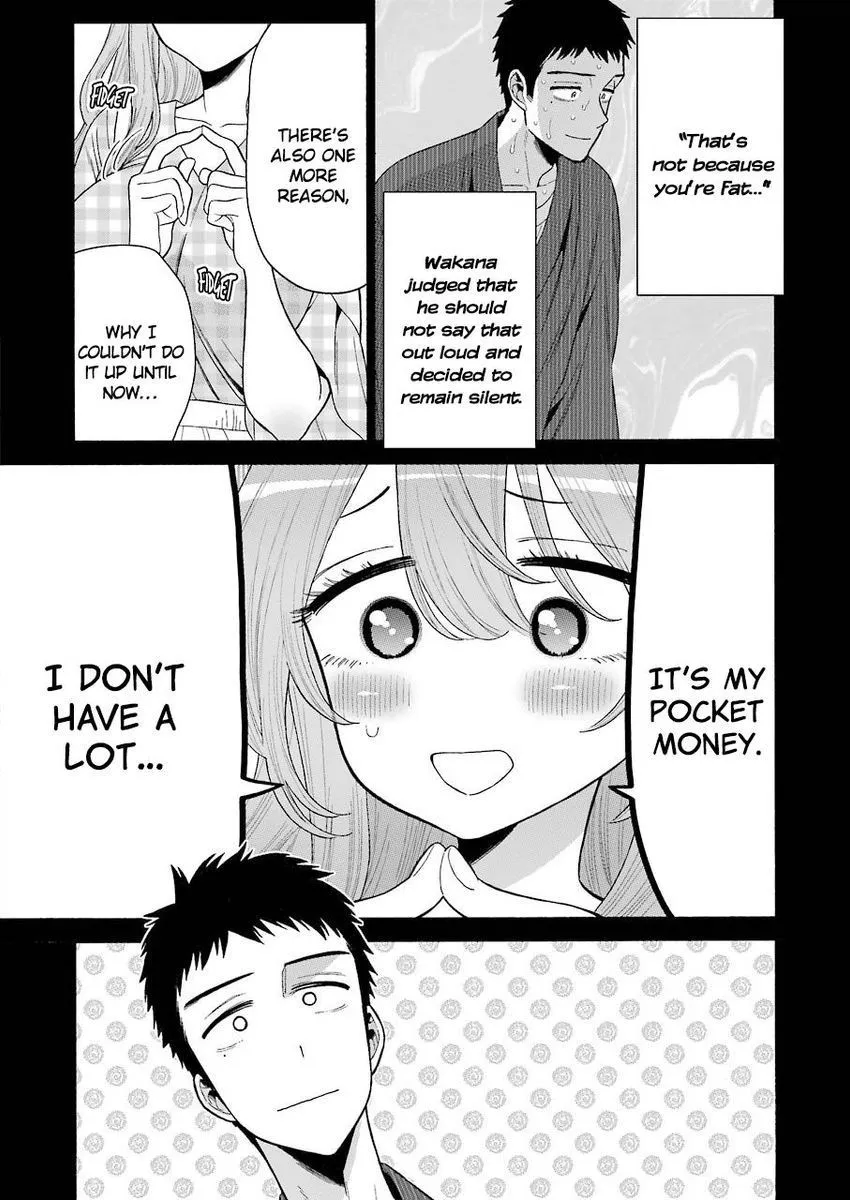 "That's
not because
you're Fat..."
Wakana
judged that
he should
not say that
out loud and
decided to
remain silent.
THERE'S
ALSO ONE
MORE
REASON,
FIDGET
FIDGET
WHY I
COULDN'T DO
IT UP UNTIL
NOW...
IT'S MY
POCKET
MONEY.
I DON'T
HAVE A
LOT...